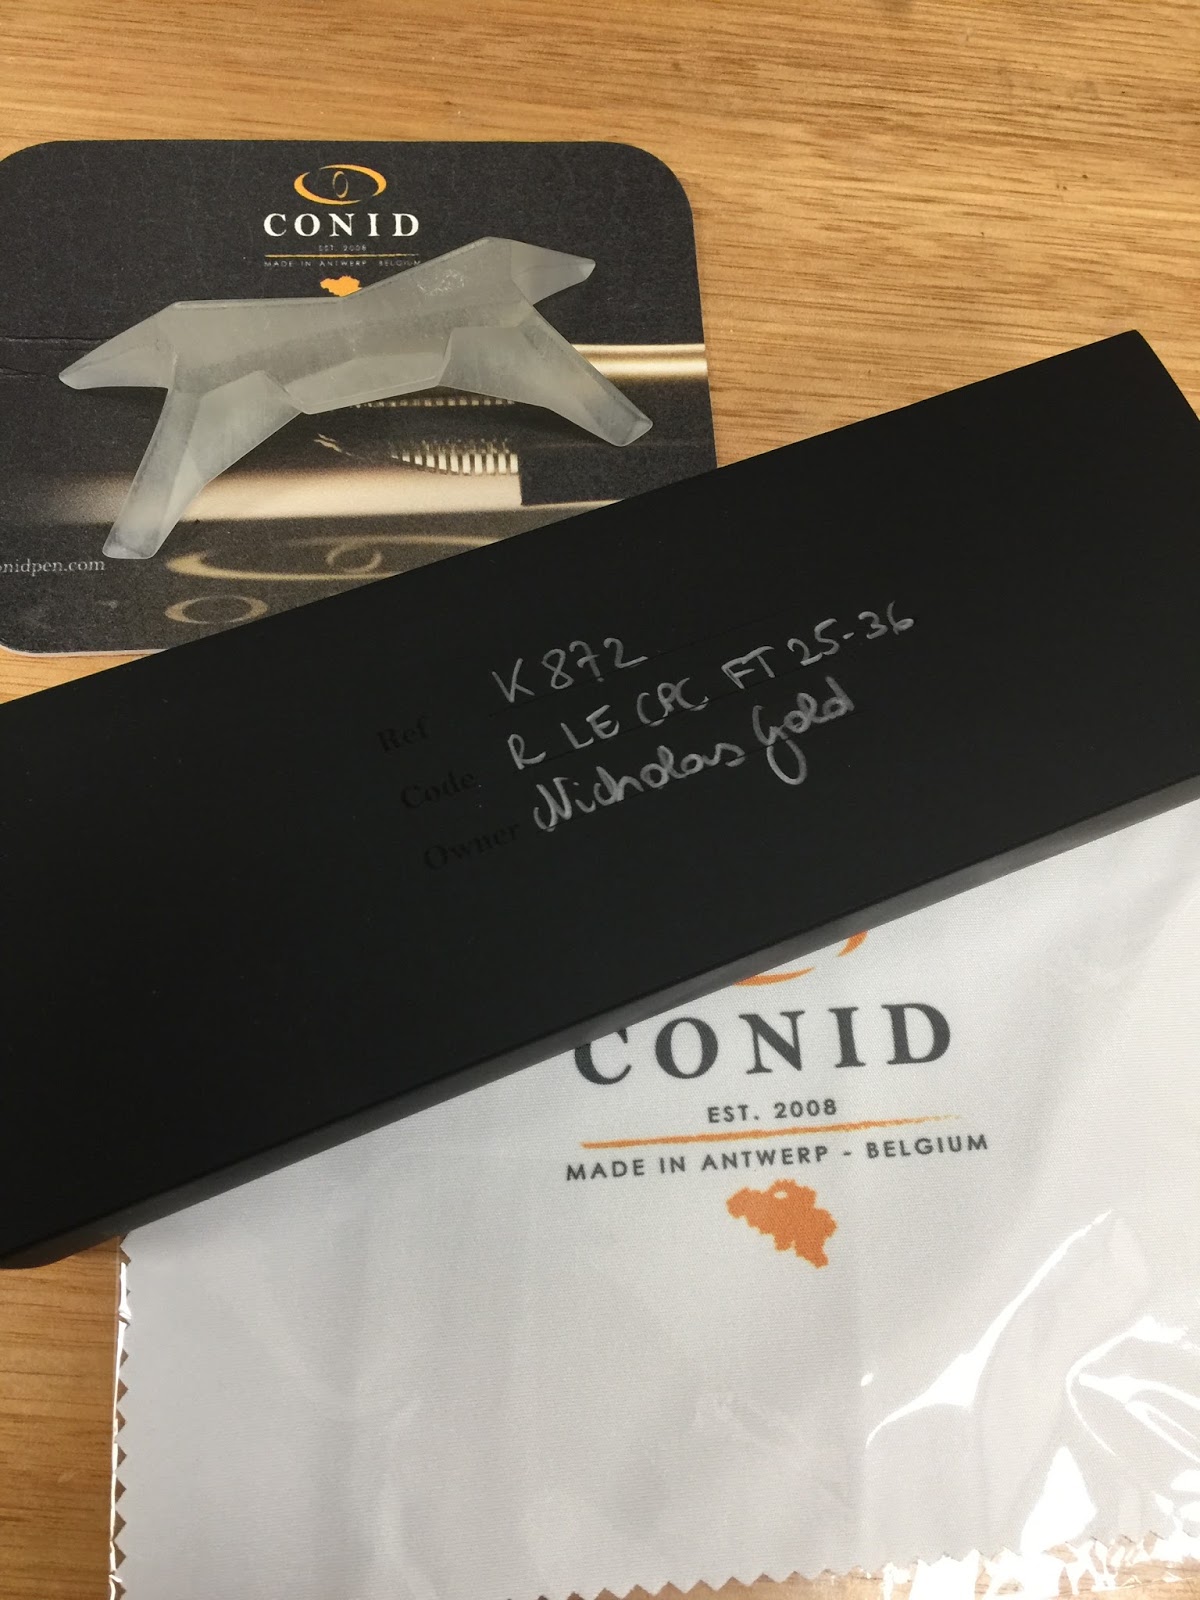 CONID
EST. 2008
MADE IN ANTWERP - BELGIUM
onidpen.com
Ref K872
Code R LE CPC FT 25-36
Owner Nicholas Gold
CONID
EST. 2008
MADE IN ANTWERP - BELGIUM